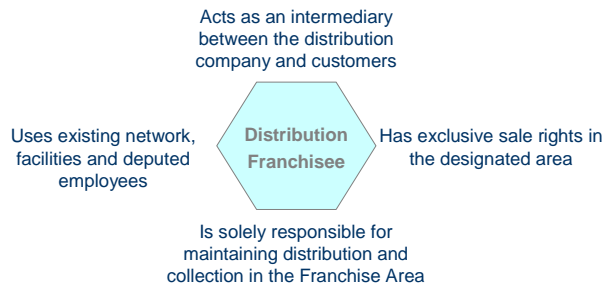 Acts as an intermediary
between the distribution
company and customers
Uses existing network,
facilities and deputed
employees
Distribution
Franchisee
Has exclusive sale rights in
the designated area
Is solely responsible for
maintaining distribution and
collection in the Franchise Area